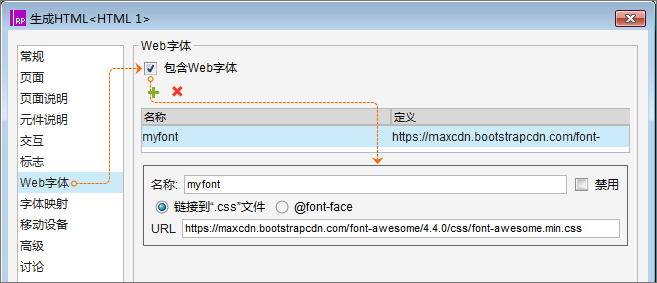 RP 生成HTML<HTML 1>
常规
页面
页面说明
元件说明
交互
标志
Web字体
字体映射
移动设备
高级
讨论
Web字体
包含Web字体
名称 定义
myfont https://maxcdn.bootstrapcdn.com/font-
名称: myfont 禁用
链接到“.css”文件 @font-face
URL https://maxcdn.bootstrapcdn.com/font-awesome/4.4.0/css/font-awesome.min.css